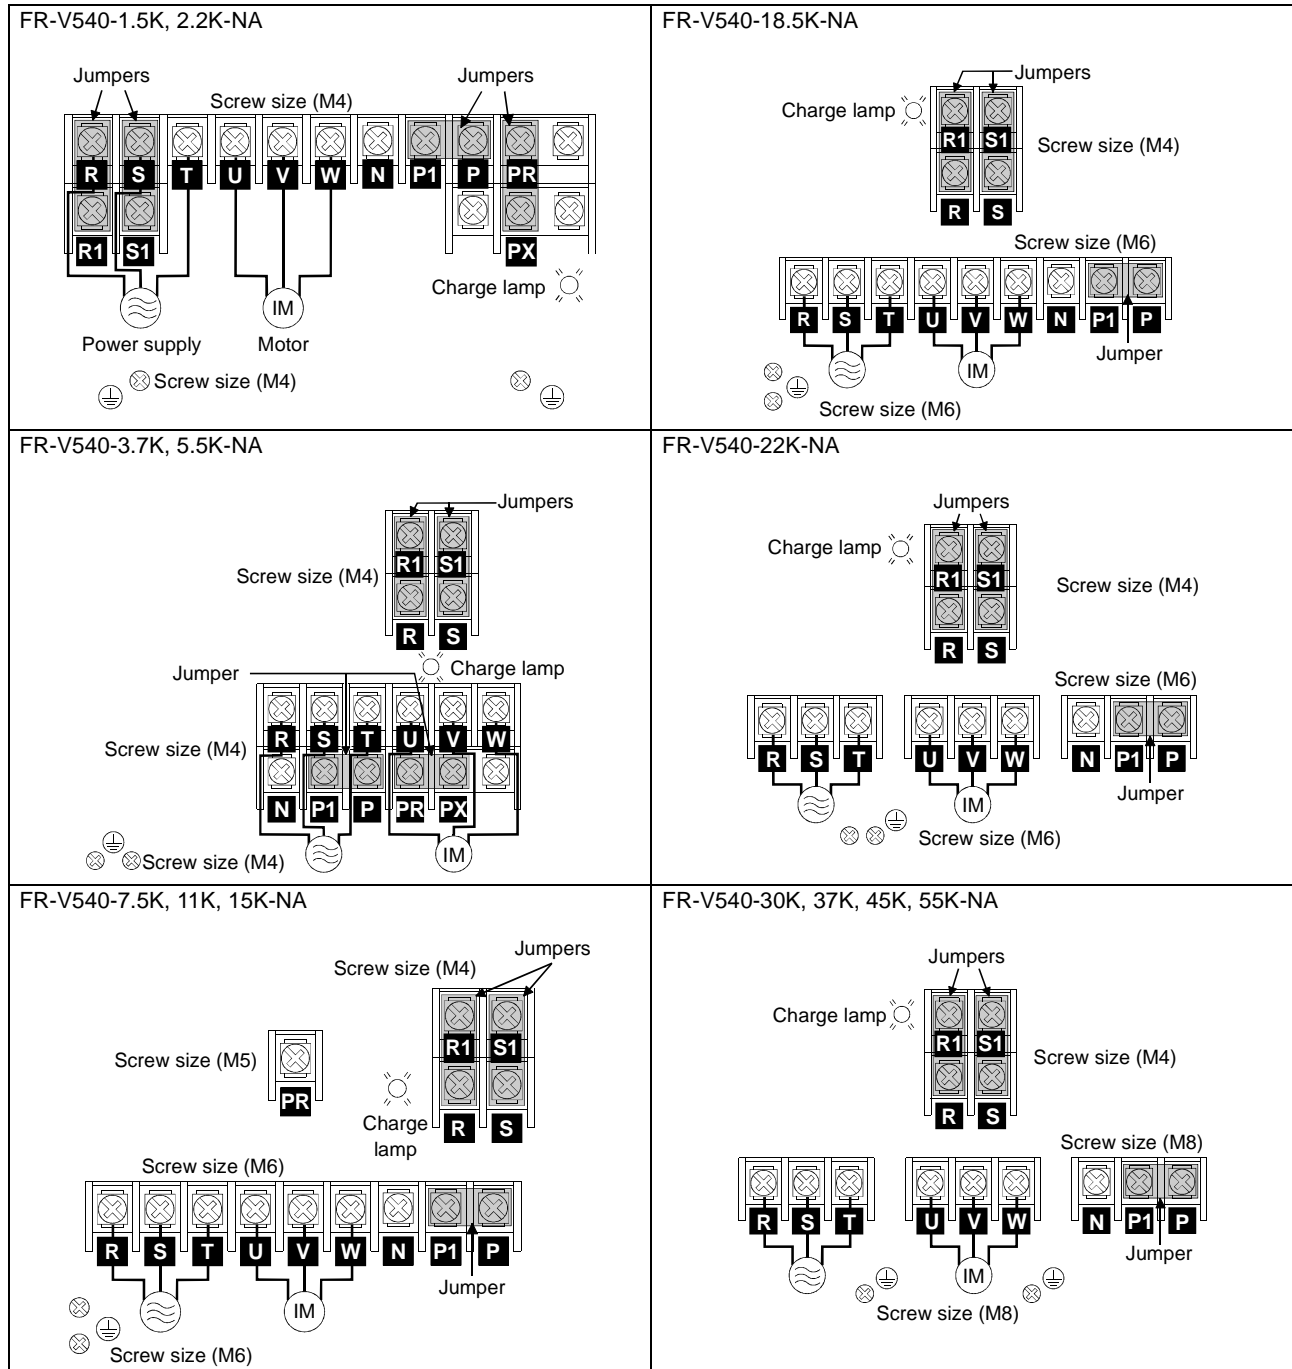 FR-V540-1.5K, 2.2K-NA
Jumpers Jumpers
Screw size (M4)
R S T U V W N P1 P PR
R1 S1 PX
Charge lamp
IM
Power supply Motor
Screw size (M4)
FR-V540-18.5K-NA
Jumpers
Charge lamp
R1 S1
Screw size (M4)
R S
Screw size (M6)
R S T U V W N P1 P
Jumper
IM
Screw size (M6)
FR-V540-3.7K, 5.5K-NA
Jumpers
R1 S1
Screw size (M4)
R S
Jumper Charge lamp
R S T U V W
Screw size (M4)
N P1 P PR PX
Screw size (M4)
IM
FR-V540-22K-NA
Jumpers
Charge lamp
R1 S1
Screw size (M4)
R S
Screw size (M6)
R S T U V W N P1 P
Jumper
IM
Screw size (M6)
FR-V540-7.5K, 11K, 15K-NA
Jumpers
Screw size (M4)
R1 S1
Screw size (M5)
PR
Charge
lamp
R S
Screw size (M6)
R S T U V W N P1 P
Jumper
IM
Screw size (M6)
FR-V540-30K, 37K, 45K, 55K-NA
Jumpers
Charge lamp
R1 S1
Screw size (M4)
R S
Screw size (M8)
R S T U V W N P1 P
Jumper
IM
Screw size (M8)